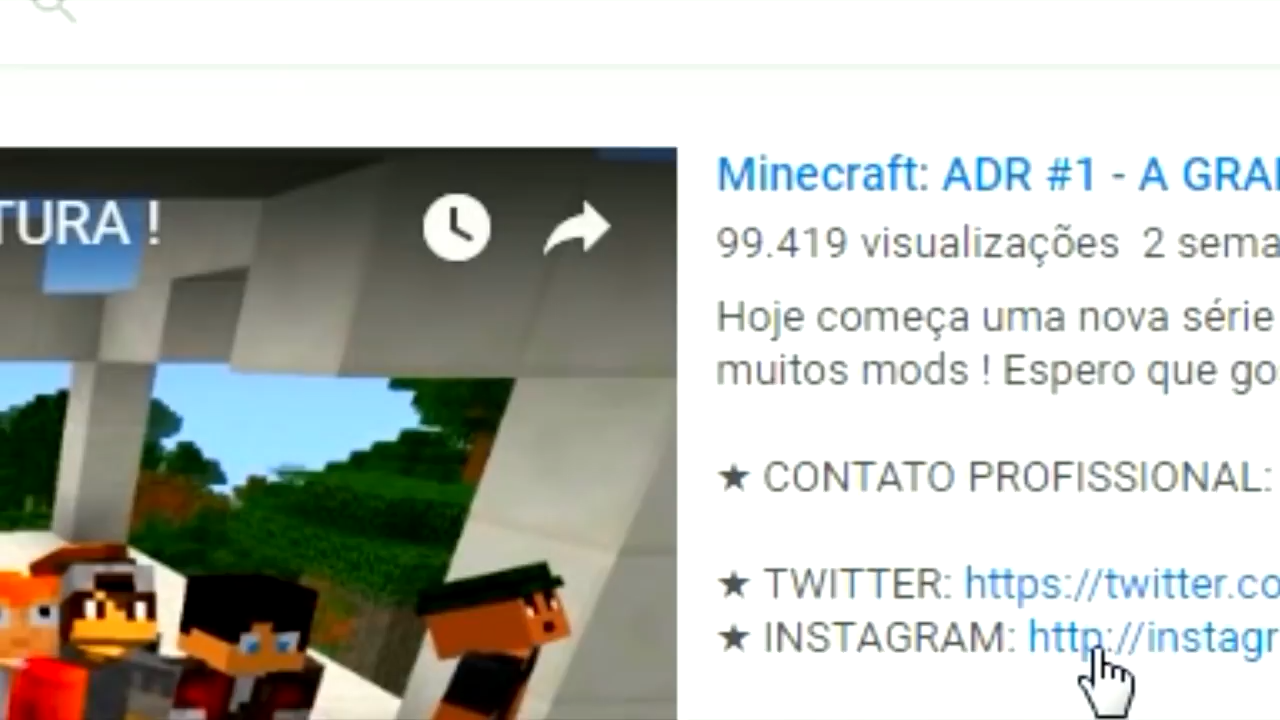 TURA !
Minecraft: ADR #1 - A GRA
99.419 visualizações 2 sema
Hoje começa uma nova série
muitos mods ! Espero que go
★ CONTATO PROFISSIONAL:
★ TWITTER: https://twitter.co
★ INSTAGRAM: http://instagr